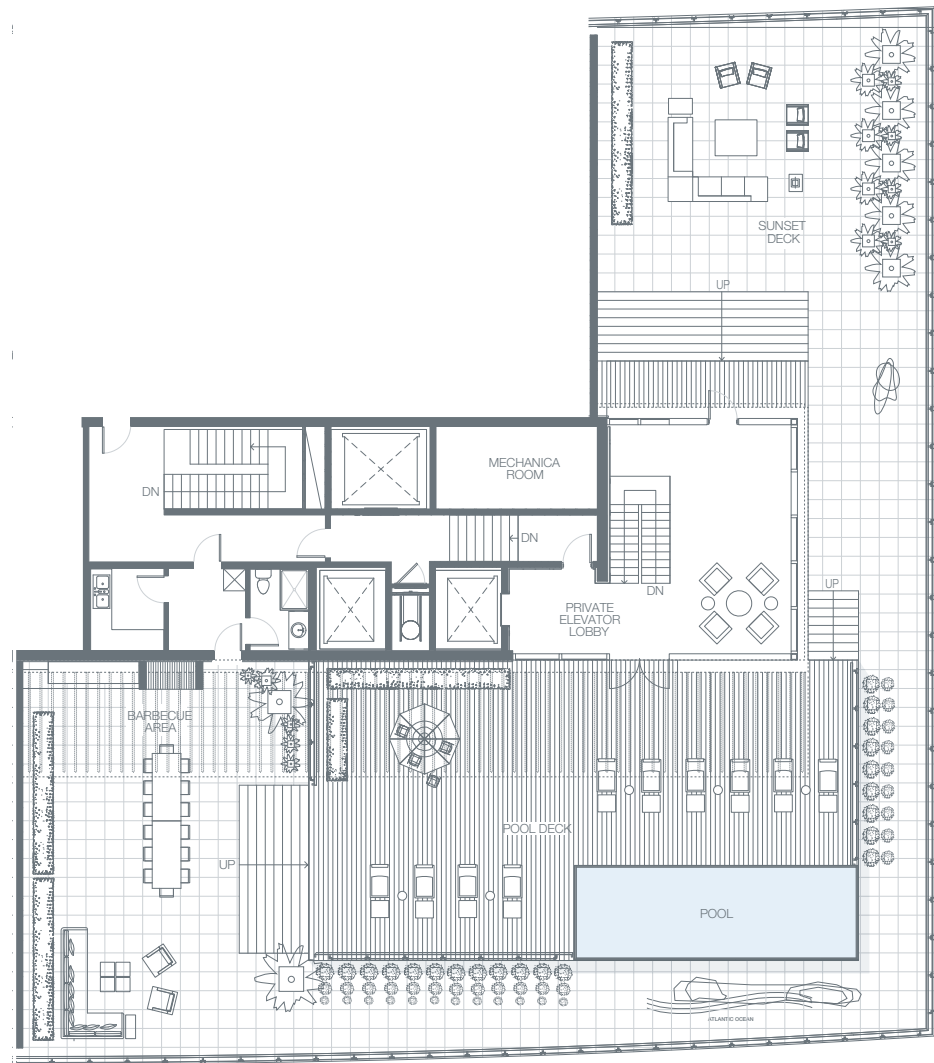 SUNSET
DECK
UP
MECHANICA
ROOM
DN
DN
DN
UP
PRIVATE
ELEVATOR
LOBBY
BARBECUE
AREA
POOL DECK
UP
POOL
ATLANTIC OCEAN